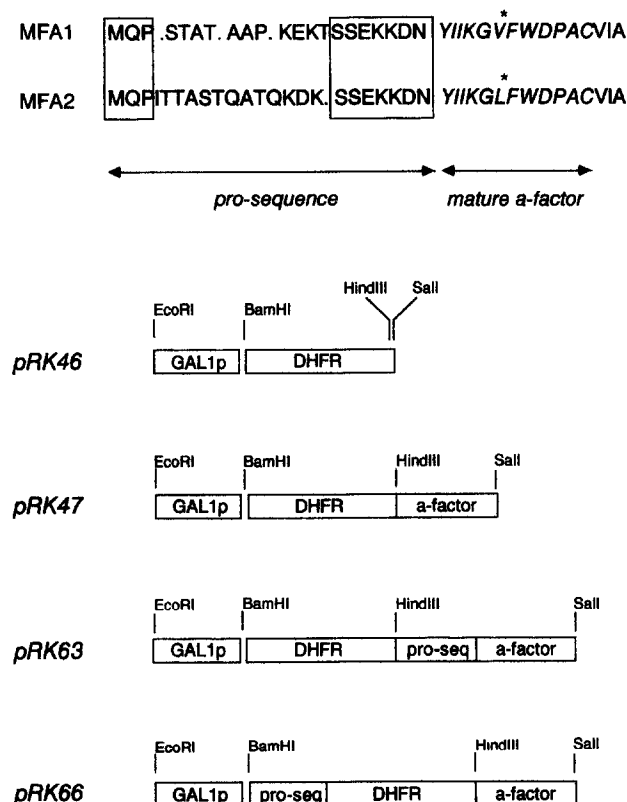 *
MFA1 MQP.STAT.AAP.KEKTSSEKKDN YIIKGVFWDPACVIA
*
MFA2 MQPITTASTQATQKDK.SSEKKDN YIIKGLFWDPACVIA
pro-sequence mature a-factor
HindIII SalI
EcoRI BamHI
pRK46 GAL1p DHFR
EcoRI BamHI HindIII SalI
pRK47 GAL1p DHFR a-factor
EcoRI BamHI HindIII SalI
pRK63 GAL1p DHFR pro-seq a-factor
EcoRI BamHI HindIII SalI
pRK66 GAL1p pro-seq DHFR a-factor